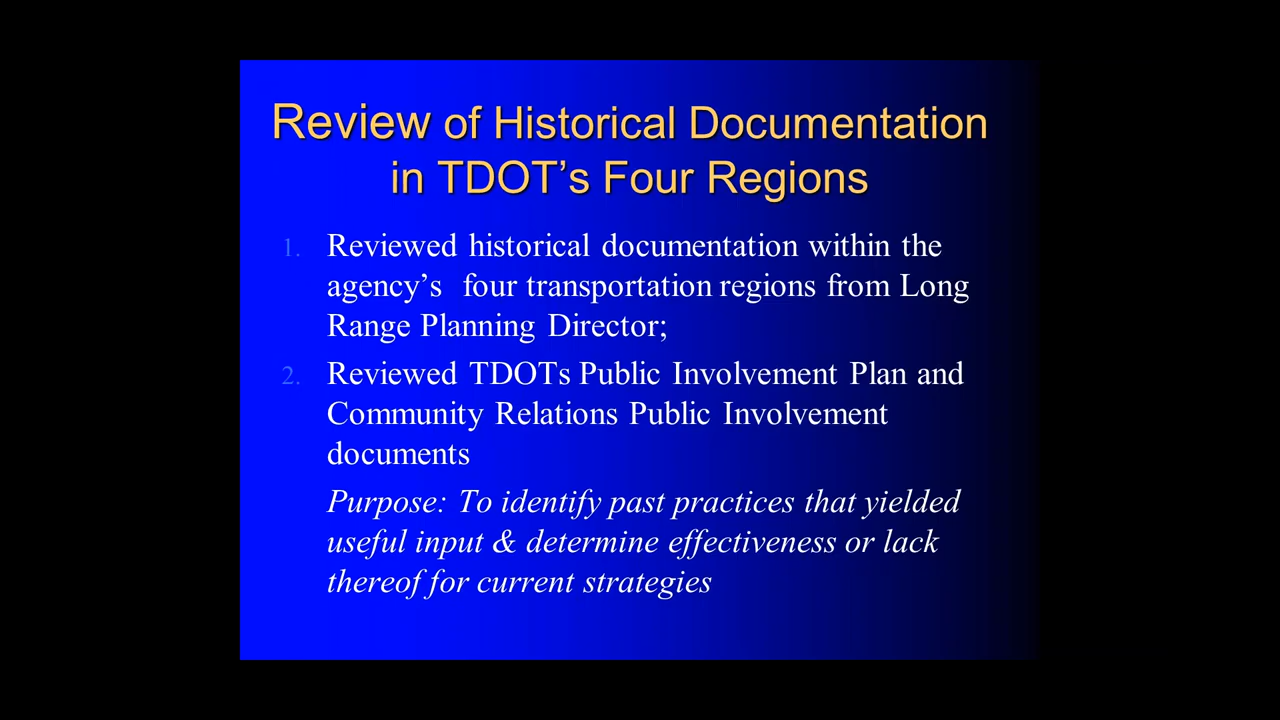 Review of Historical Documentation
in TDOT’s Four Regions
1. Reviewed historical documentation within the
agency’s four transportation regions from Long
Range Planning Director;
2. Reviewed TDOTs Public Involvement Plan and
Community Relations Public Involvement
documents
Purpose: To identify past practices that yielded
useful input & determine effectiveness or lack
thereof for current strategies